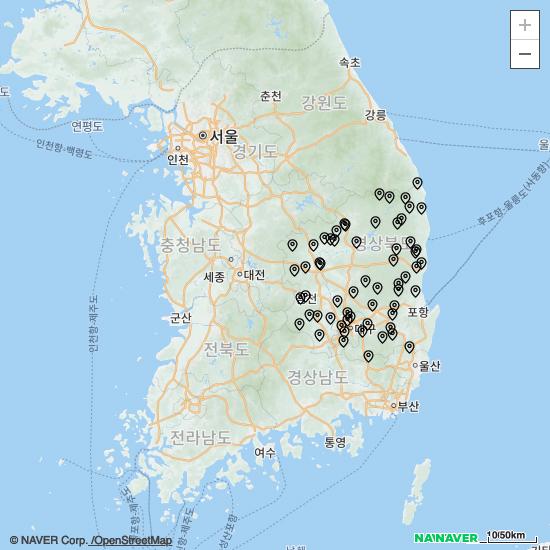 속초
춘천
강원도
강릉
도
연평도
서울
인천
경기도
울
인천항-백령도
후포항-울릉도(사동항)
충청남도
세종
대전
인천항-제주도
군산
포항
대구
전북도
경상남도
울산
부산
전라남도
여수
통영
© NAVER Corp. /OpenStreetMap
NAVER
10/50km